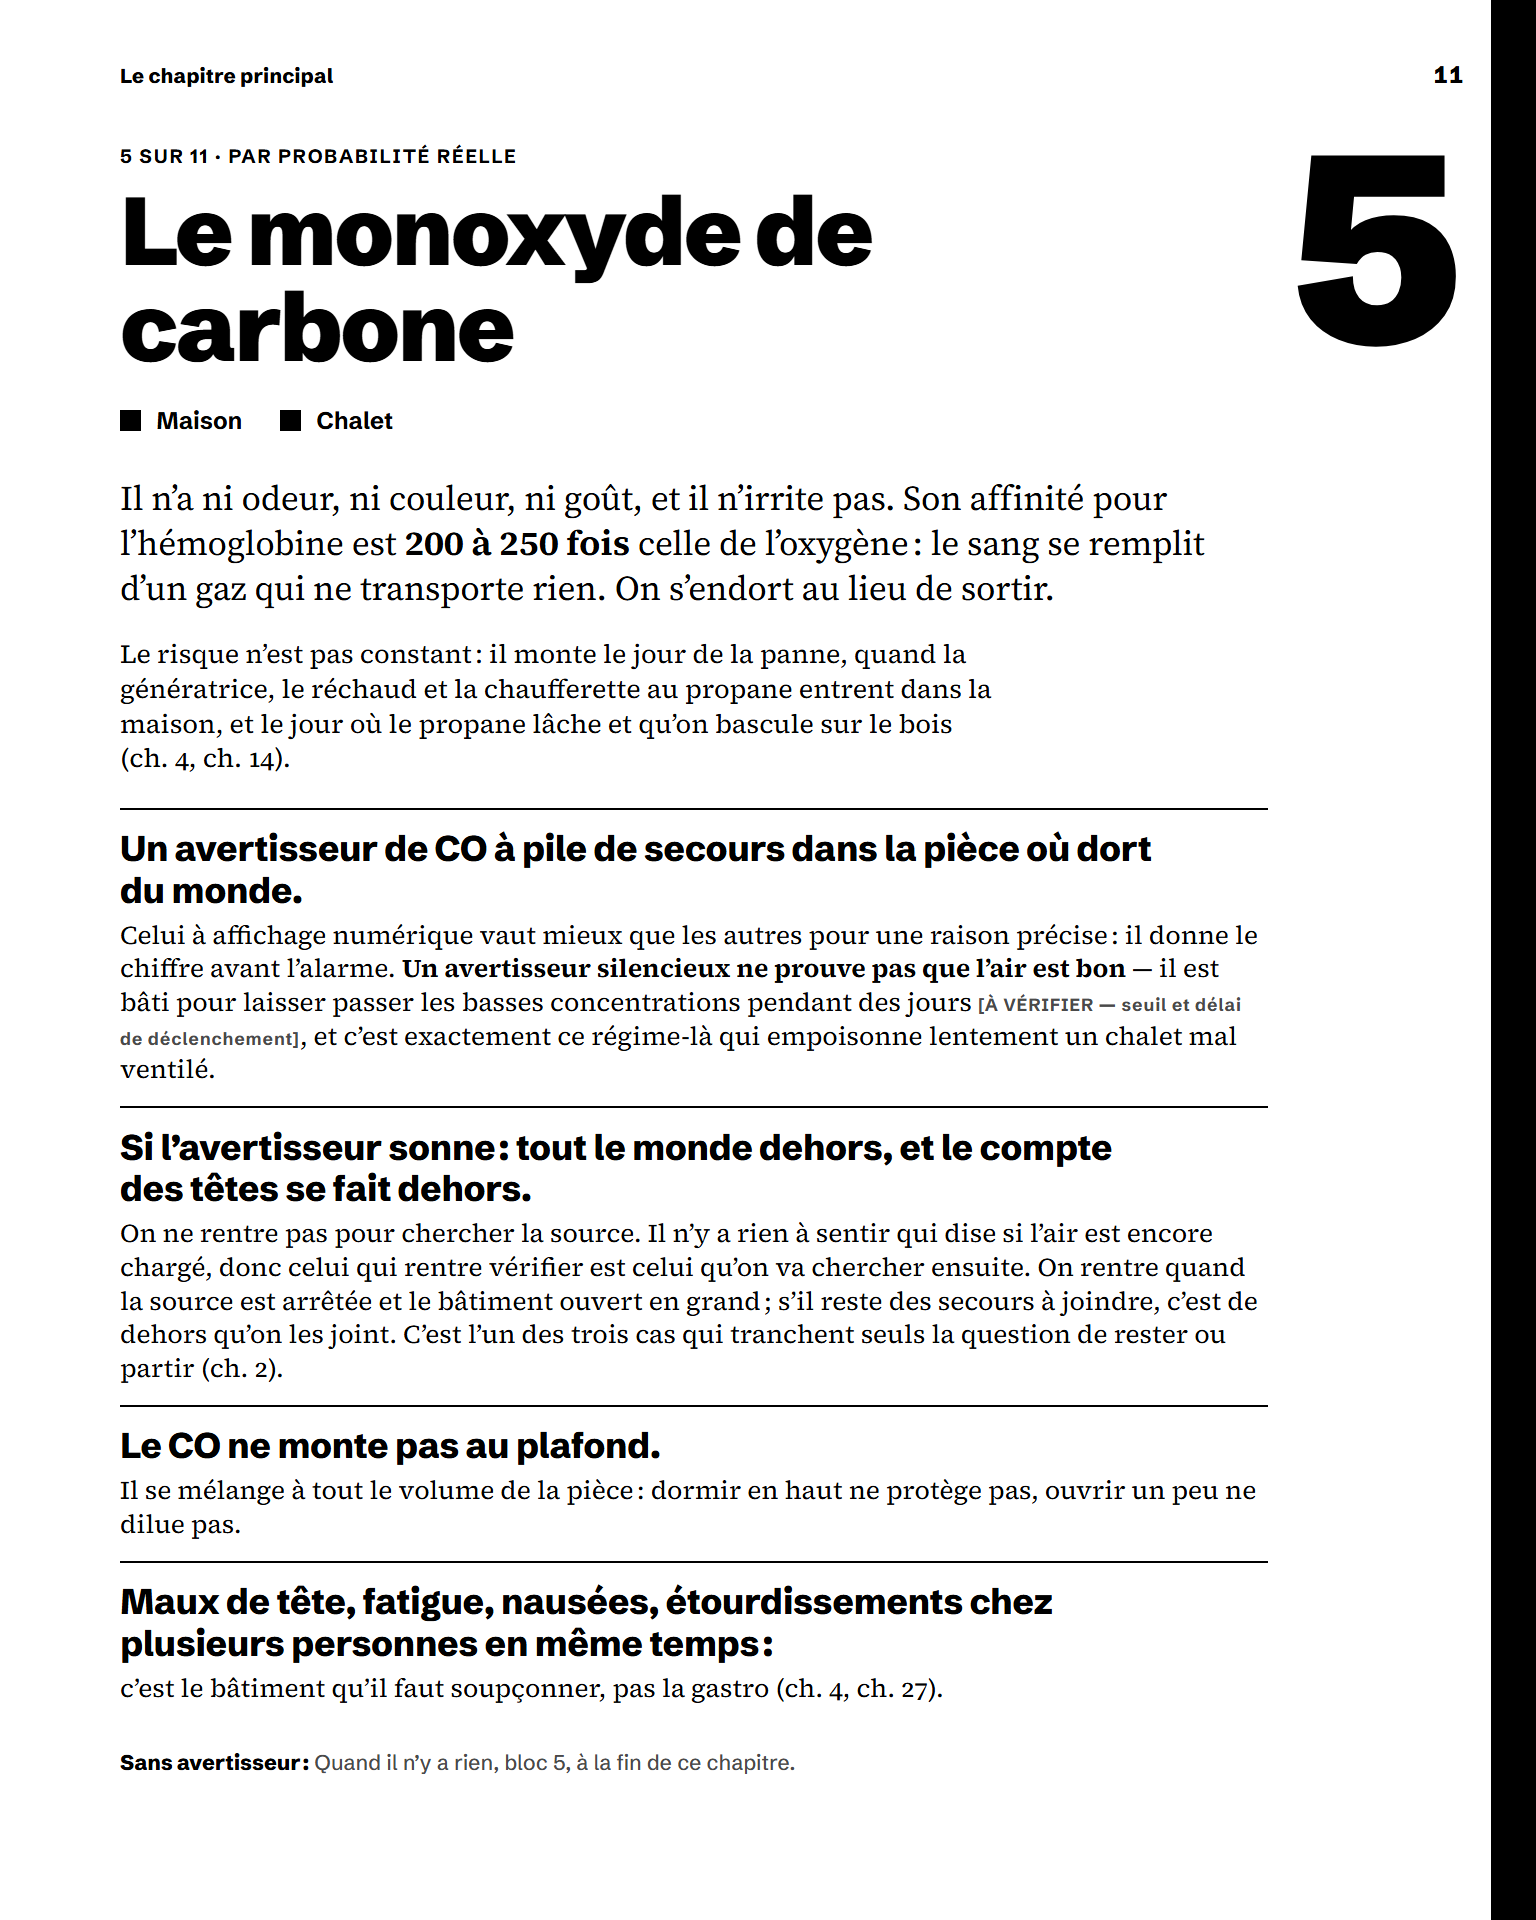 Le chapitre principal
11
5 SUR 11 · PAR PROBABILITÉ RÉELLE
5
Le monoxyde de
carbone
Maison
Chalet
Il n’a ni odeur, ni couleur, ni goût, et il n’irrite pas. Son affinité pour
l’hémoglobine est 200 à 250 fois celle de l’oxygène : le sang se remplit
d’un gaz qui ne transporte rien. On s’endort au lieu de sortir.
Le risque n’est pas constant : il monte le jour de la panne, quand la
génératrice, le réchaud et la chaufferette au propane entrent dans la
maison, et le jour où le propane lâche et qu’on bascule sur le bois
(ch. 4, ch. 14).
Un avertisseur de CO à pile de secours dans la pièce où dort
du monde.
Celui à affichage numérique vaut mieux que les autres pour une raison précise : il donne le
chiffre avant l’alarme. Un avertisseur silencieux ne prouve pas que l’air est bon — il est
bâti pour laisser passer les basses concentrations pendant des jours [À VÉRIFIER — seuil et délai
de déclenchement], et c’est exactement ce régime-là qui empoisonne lentement un chalet mal
ventilé.
Si l’avertisseur sonne : tout le monde dehors, et le compte
des têtes se fait dehors.
On ne rentre pas pour chercher la source. Il n’y a rien à sentir qui dise si l’air est encore
chargé, donc celui qui rentre vérifier est celui qu’on va chercher ensuite. On rentre quand
la source est arrêtée et le bâtiment ouvert en grand ; s’il reste des secours à joindre, c’est de
dehors qu’on les joint. C’est l’un des trois cas qui tranchent seuls la question de rester ou
partir (ch. 2).
Le CO ne monte pas au plafond.
Il se mélange à tout le volume de la pièce : dormir en haut ne protège pas, ouvrir un peu ne
dilue pas.
Maux de tête, fatigue, nausées, étourdissements chez
plusieurs personnes en même temps :
c’est le bâtiment qu’il faut soupçonner, pas la gastro (ch. 4, ch. 27).
Sans avertisseur : Quand il n’y a rien, bloc 5, à la fin de ce chapitre.